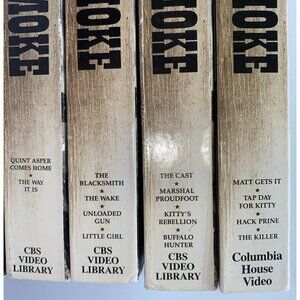 MOKE
QUINT ASPER
COMES HOME
★
THE WAY
IT IS
CBS
VIDEO
LIBRARY
MOKE
THE
BLACKSMITH
★
THE WAKE
★
UNLOADED
GUN
★
LITTLE GIRL
CBS
VIDEO
LIBRARY
MOKE
THE CAST
★
MARSHAL
PROUDFOOT
★
KITTY'S
REBELLION
★
BUFFALO
HUNTER
CBS
VIDEO
LIBRARY
MOKE
MATT GETS IT
★
TAP DAY
FOR KITTY
★
HACK PRINE
★
THE KILLER
Columbia
House
Video